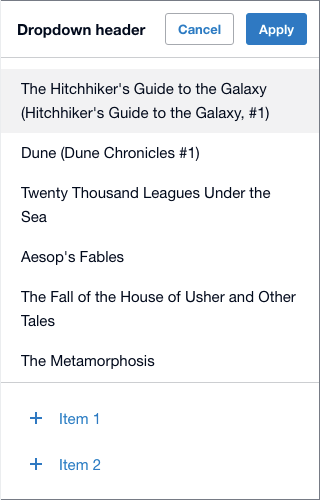 Dropdown header
Cancel
Apply
The Hitchhiker's Guide to the Galaxy
(Hitchhiker's Guide to the Galaxy, #1)
Dune (Dune Chronicles #1)
Twenty Thousand Leagues Under the
Sea
Aesop's Fables
The Fall of the House of Usher and Other
Tales
The Metamorphosis
+ Item 1
+ Item 2